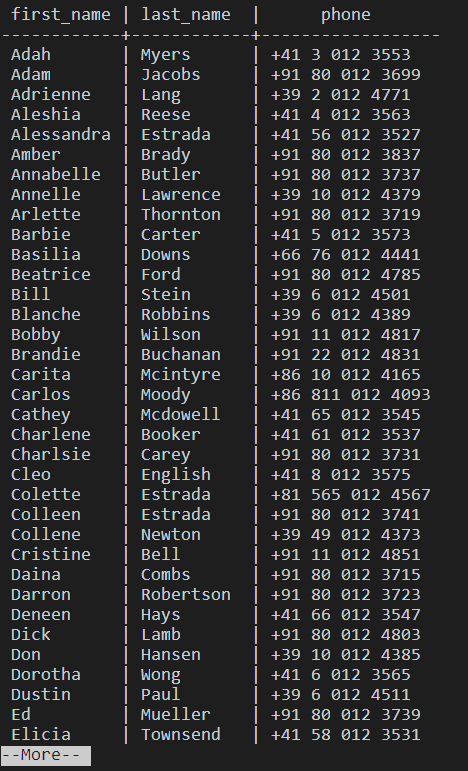 first_name | last_name | phone
------------+------------+------------------
Adah | Myers | +41 3 012 3553
Adam | Jacobs | +91 80 012 3699
Adrienne | Lang | +39 2 012 4771
Aleshia | Reese | +41 4 012 3563
Alessandra | Estrada | +41 56 012 3527
Amber | Brady | +91 80 012 3837
Annabelle | Butler | +91 80 012 3737
Annelle | Lawrence | +39 10 012 4379
Arlette | Thornton | +91 80 012 3719
Barbie | Carter | +41 5 012 3573
Basilia | Downs | +66 76 012 4441
Beatrice | Ford | +91 80 012 4785
Bill | Stein | +39 6 012 4501
Blanche | Robbins | +39 6 012 4389
Bobby | Wilson | +91 11 012 4817
Brandie | Buchanan | +91 22 012 4831
Carita | Mcintyre | +86 10 012 4165
Carlos | Moody | +86 811 012 4093
Cathey | Mcdowell | +41 65 012 3545
Charlene | Booker | +41 61 012 3537
Charlsie | Carey | +91 80 012 3731
Cleo | English | +41 8 012 3575
Colette | Estrada | +81 565 012 4567
Colleen | Estrada | +91 80 012 3741
Collene | Newton | +39 49 012 4373
Cristine | Bell | +91 11 012 4851
Daina | Combs | +91 80 012 3715
Darron | Robertson | +91 80 012 3723
Deneen | Hays | +41 66 012 3547
Dick | Lamb | +91 80 012 4803
Don | Hansen | +39 10 012 4385
Dorotha | Wong | +41 6 012 3565
Dustin | Paul | +39 6 012 4511
Ed | Mueller | +91 80 012 3739
Elicia | Townsend | +41 58 012 3531
--More--